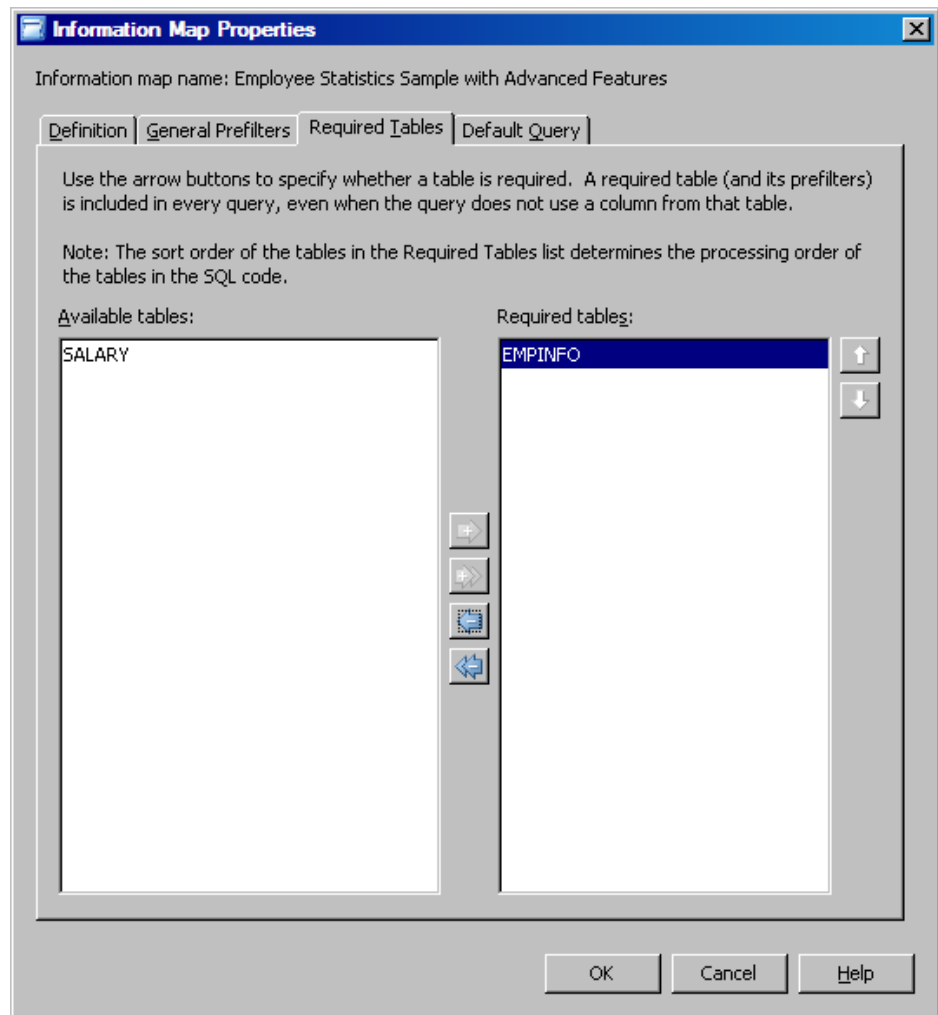 Information Map Properties
Information map name: Employee Statistics Sample with Advanced Features
Definition General Prefilters Required Tables Default Query
Use the arrow buttons to specify whether a table is required. A required table (and its prefilters)
is included in every query, even when the query does not use a column from that table.
Note: The sort order of the tables in the Required Tables list determines the processing order of
the tables in the SQL code.
Available tables: Required tables:
SALARY EMPINFO
OK Cancel Help